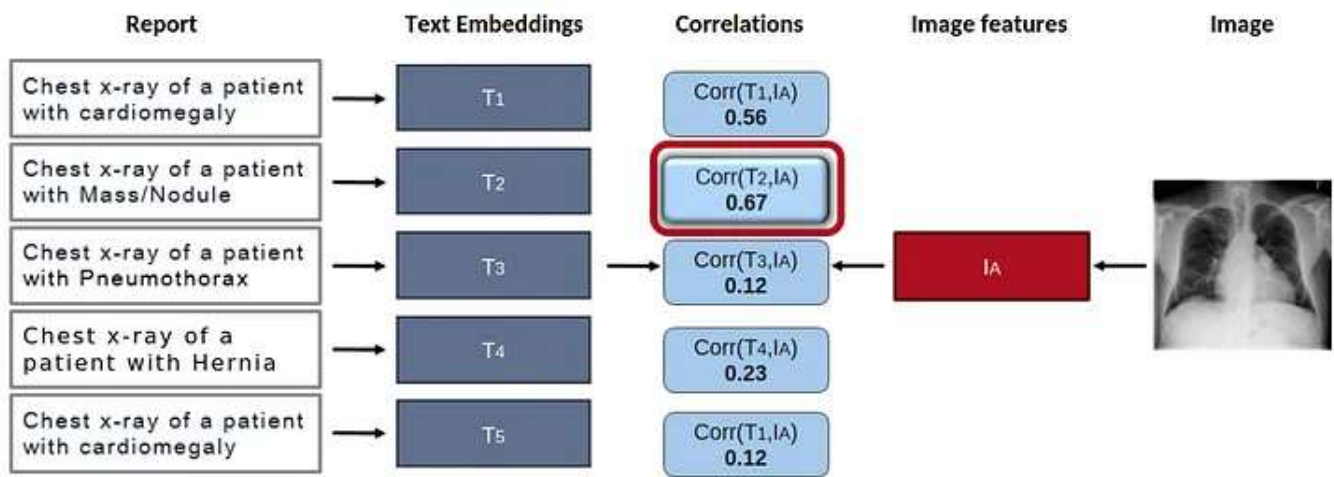 Report
Text Embeddings
Correlations
Image features
Image
Chest x-ray of a patient
with cardiomegaly
T1
Corr(T1,IA)
0.56
Chest x-ray of a patient
with Mass/Nodule
T2
Corr(T2,IA)
0.67
Chest x-ray of a patient
with Pneumothorax
T3
Corr(T3,IA)
0.12
IA
Chest x-ray of a
patient with Hernia
T4
Corr(T4,IA)
0.23
Chest x-ray of a patient
with cardiomegaly
T5
Corr(T1,IA)
0.12